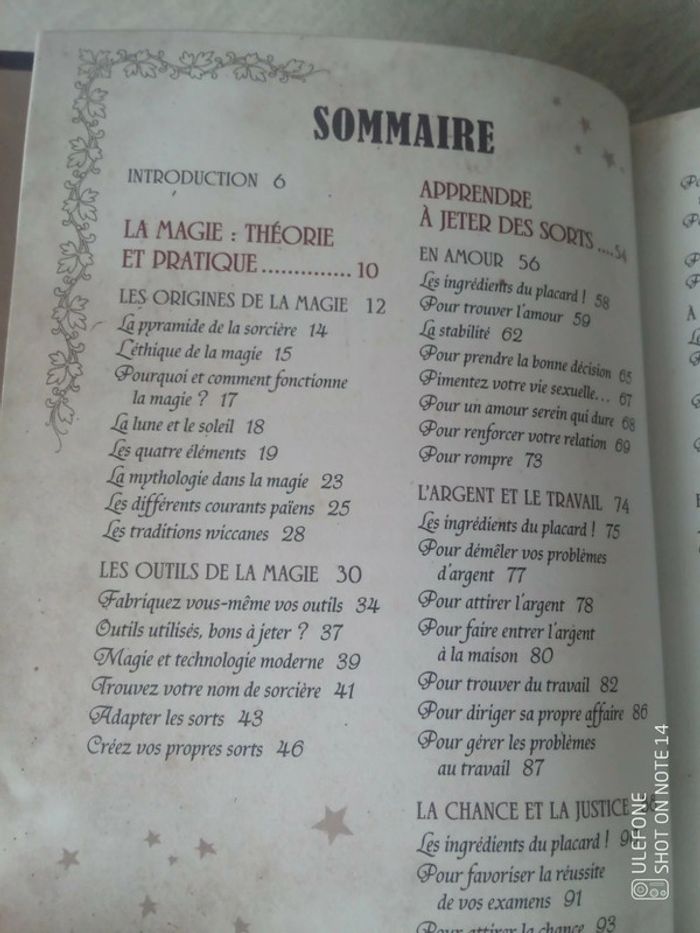 SOMMAIRE
INTRODUCTION 6
LA MAGIE : THÉORIE
ET PRATIQUE.............. 10
LES ORIGINES DE LA MAGIE 12
La pyramide de la sorcière 14
L'éthique de la magie 15
Pourquoi et comment fonctionne
la magie ? 17
La lune et le soleil 18
Les quatre éléments 19
La mythologie dans la magie 23
Les différents courants païens 25
Les traditions wiccanes 28
LES OUTILS DE LA MAGIE 30
Fabriquez vous-même vos outils 34
Outils utilisés, bons à jeter ? 37
Magie et technologie moderne 39
Trouvez votre nom de sorcière 41
Adapter les sorts 43
Créez vos propres sorts 46
APPRENDRE
À JETER DES SORTS....54
EN AMOUR 56
Les ingrédients du placard ! 58
Pour trouver l'amour 59
La stabilité 62
Pour prendre la bonne décision 65
Pimentez votre vie sexuelle... 67
Pour un amour serein qui dure 68
Pour renforcer votre relation 69
Pour rompre 73
L'ARGENT ET LE TRAVAIL 74
Les ingrédients du placard ! 75
Pour démêler vos problèmes
d'argent 77
Pour attirer l'argent 78
Pour faire entrer l'argent
à la maison 80
Pour trouver du travail 82
Pour diriger sa propre affaire 86
Pour gérer les problèmes
au travail 87
LA CHANCE ET LA JUSTICE
Les ingrédients du placard !
Pour favoriser la réussite
de vos examens 91
Pour attirer la chance 93
ULEFONE
SHOT ON NOTE 14